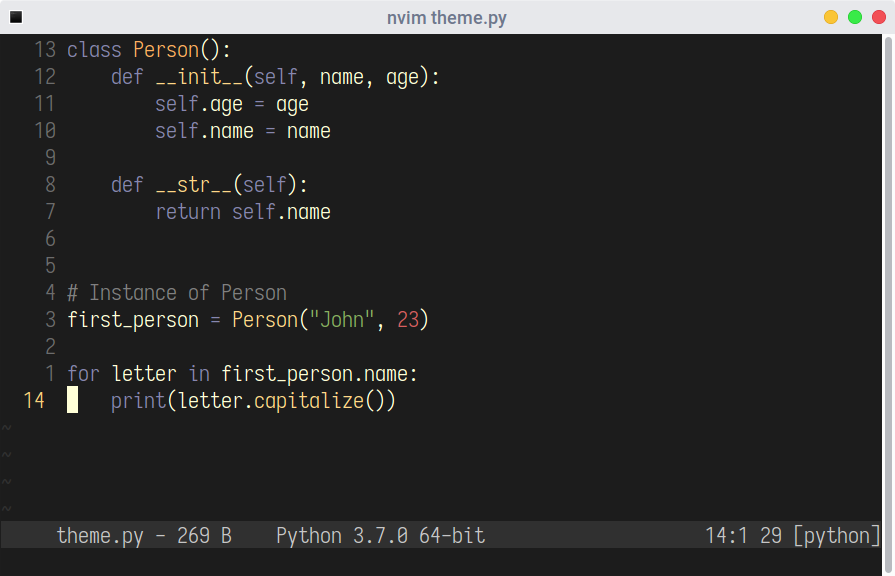 nvim theme.py
13 class Person():
12     def __init__(self, name, age):
11         self.age = age
10         self.name = name
9
8     def __str__(self):
7         return self.name
6
5
4 # Instance of Person
3 first_person = Person("John", 23)
2
1 for letter in first_person.name:
14     print(letter.capitalize())
~
~
~
~
theme.py - 269 B    Python 3.7.0 64-bit    14:1 29 [python]